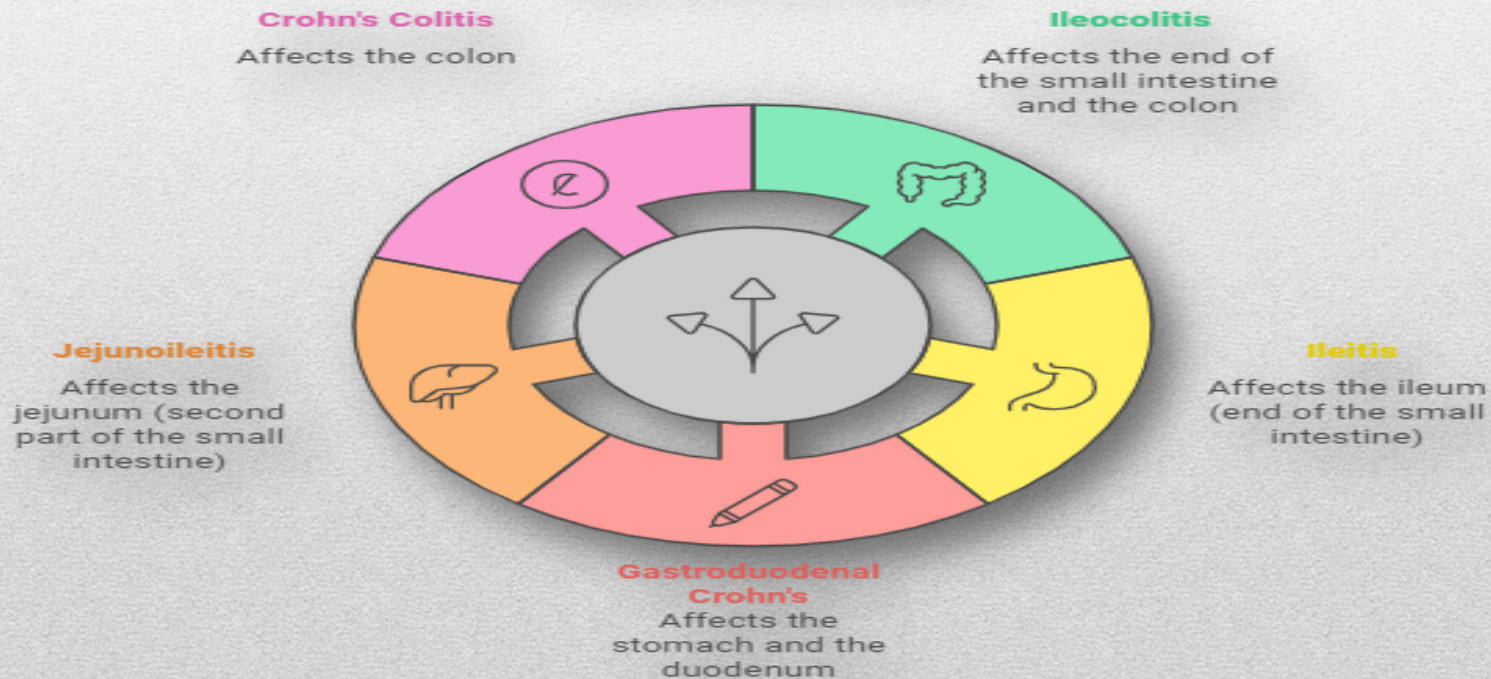 Crohn's Colitis
Affects the colon
Ileocolitis
Affects the end of
the small intestine
and the colon
Jejunoileitis
Affects the
jejunum (second
part of the small
intestine)
Ileitis
Affects the ileum
(end of the small
intestine)
Gastroduodenal
Crohn's
Affects the
stomach and the
duodenum